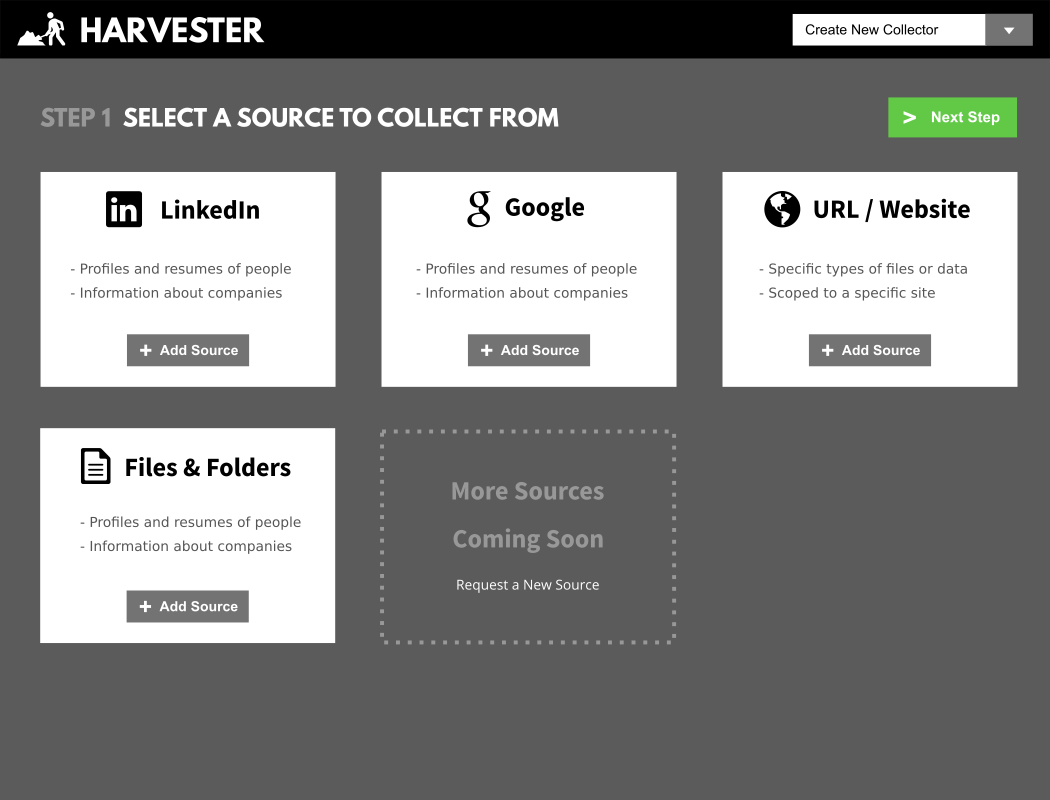 HARVESTER
Create New Collector
STEP 1 SELECT A SOURCE TO COLLECT FROM
> Next Step
LinkedIn
- Profiles and resumes of people
- Information about companies
+ Add Source
Google
- Profiles and resumes of people
- Information about companies
+ Add Source
URL / Website
- Specific types of files or data
- Scoped to a specific site
+ Add Source
Files & Folders
- Profiles and resumes of people
- Information about companies
+ Add Source
More Sources
Coming Soon
Request a New Source